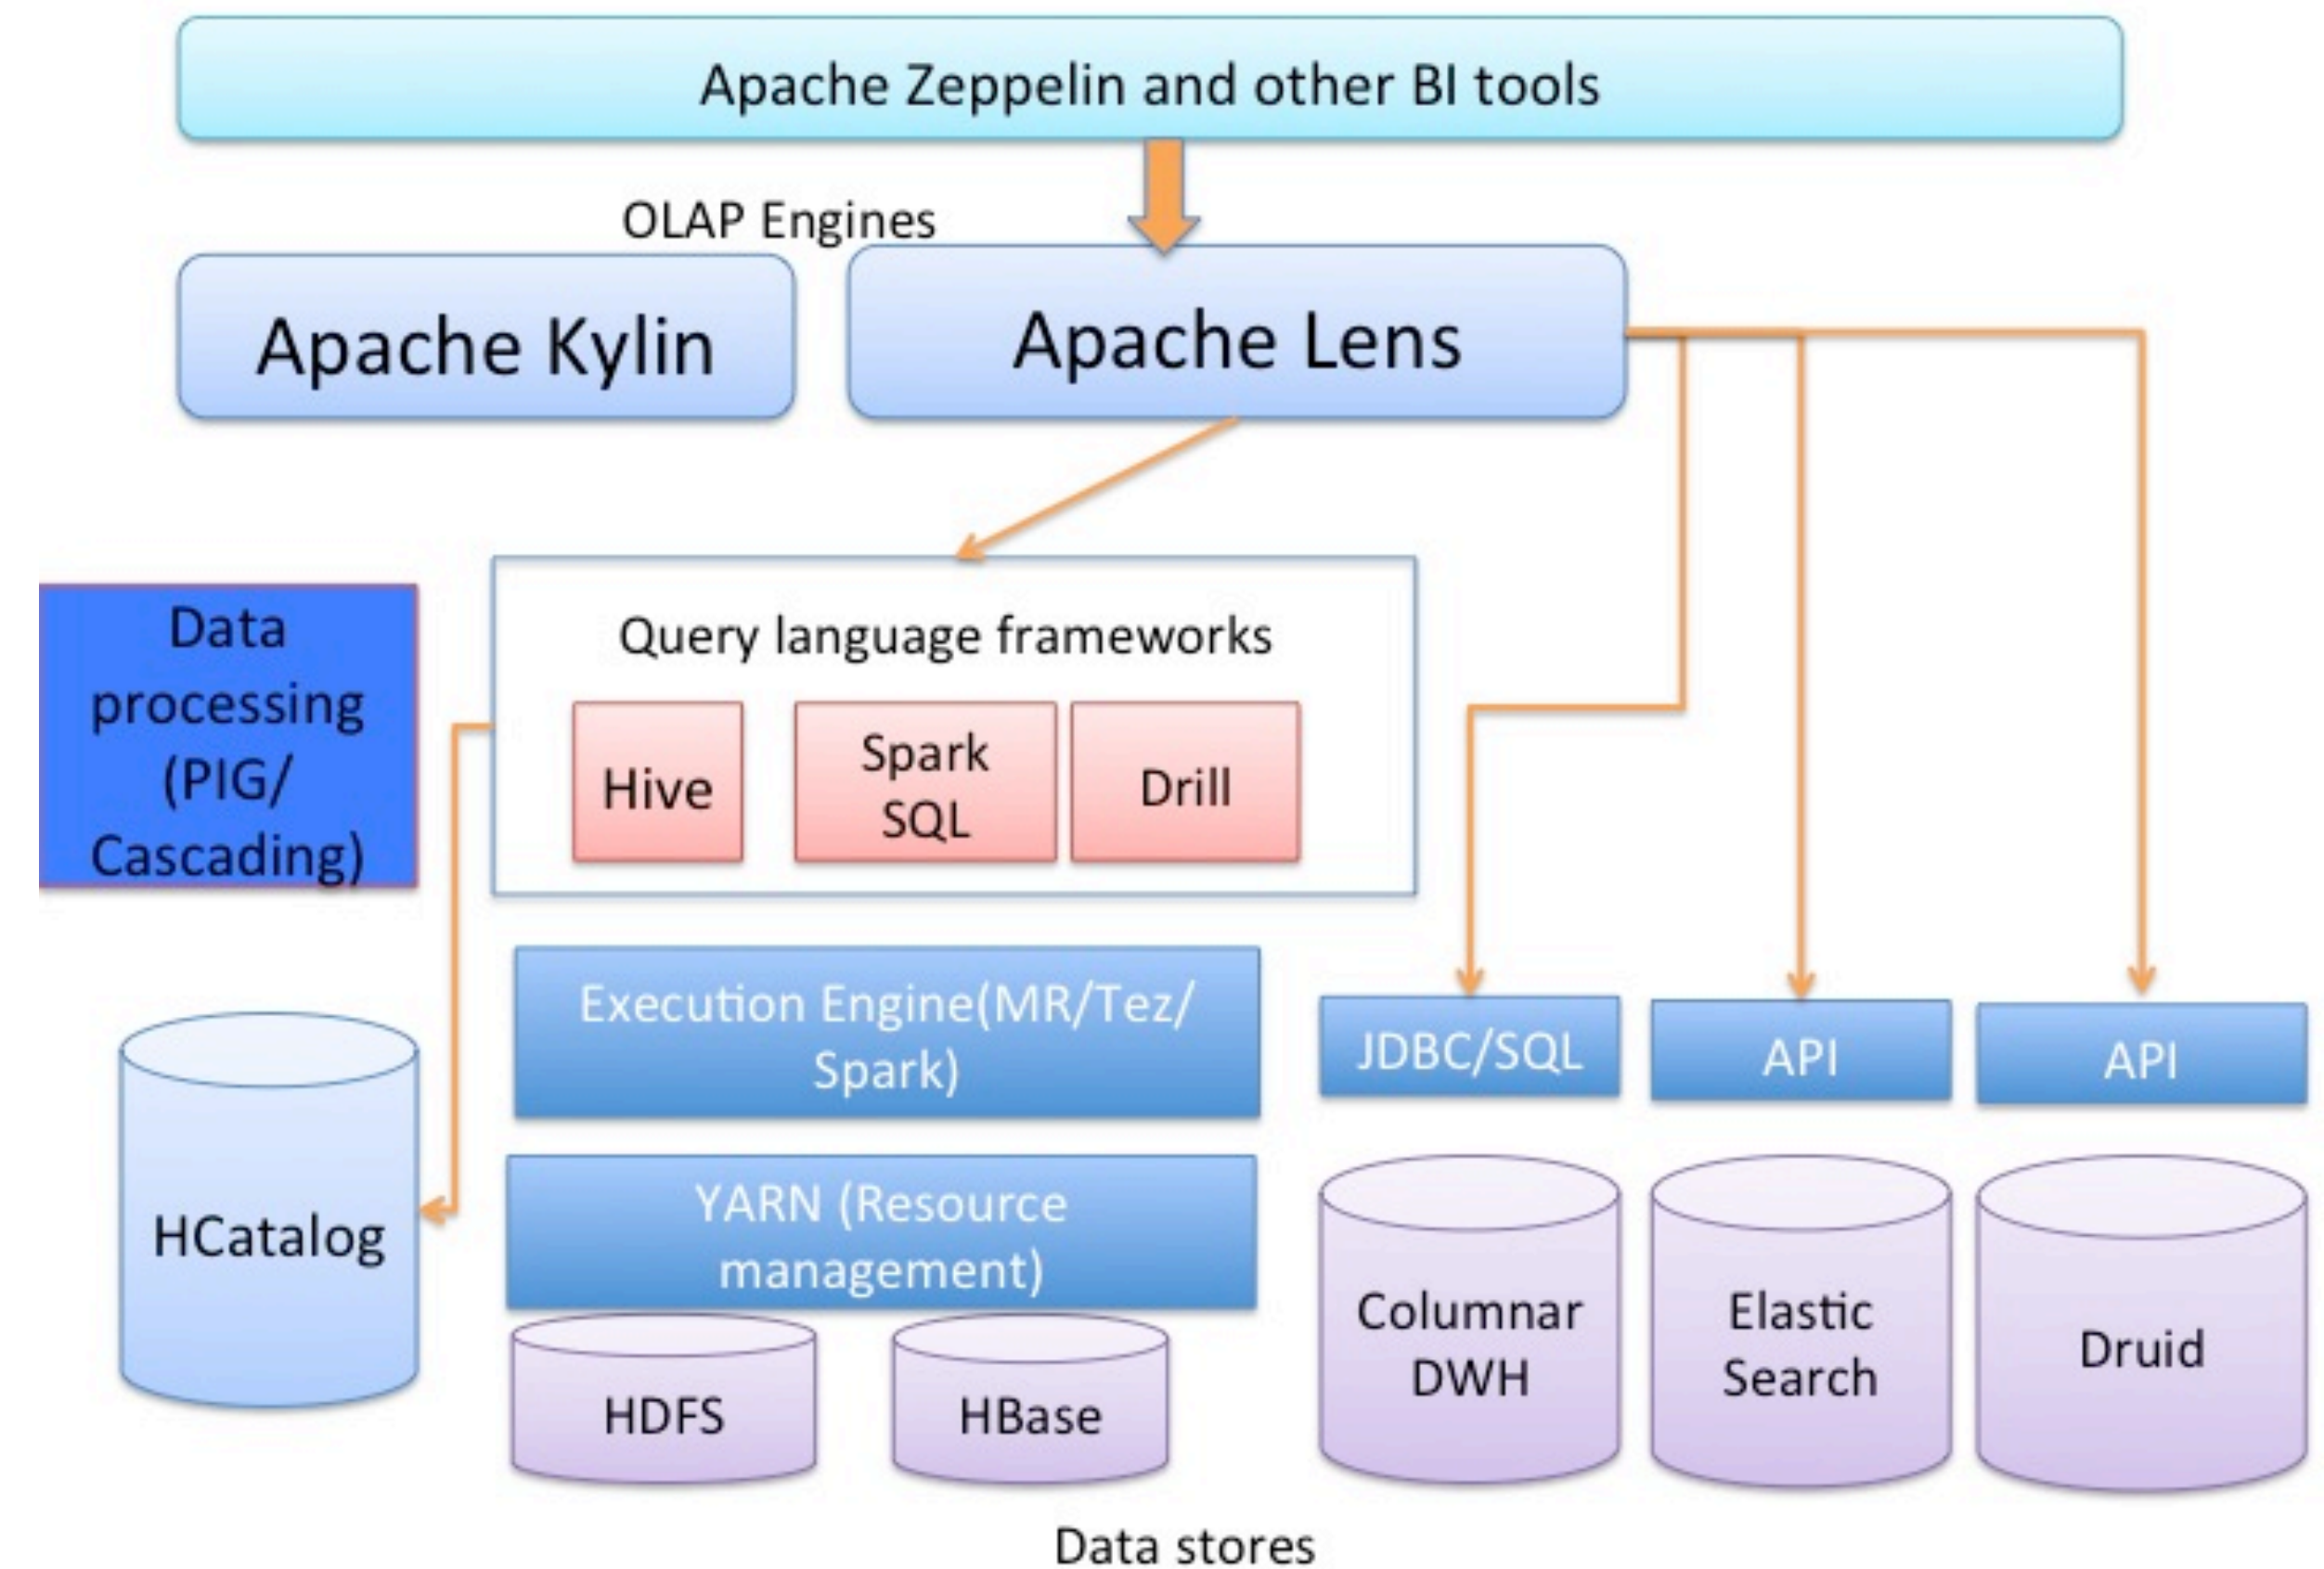 Apache Zeppelin and other BI tools
OLAP Engines
Apache Kylin
Apache Lens
Data
processing
(PIG/
Cascading)
Query language frameworks
Hive
Spark
SQL
Drill
Execution Engine(MR/Tez/
Spark)
JDBC/SQL
API
API
HCatalog
YARN (Resource
management)
HDFS
HBase
Columnar
DWH
Elastic
Search
Druid
Data stores